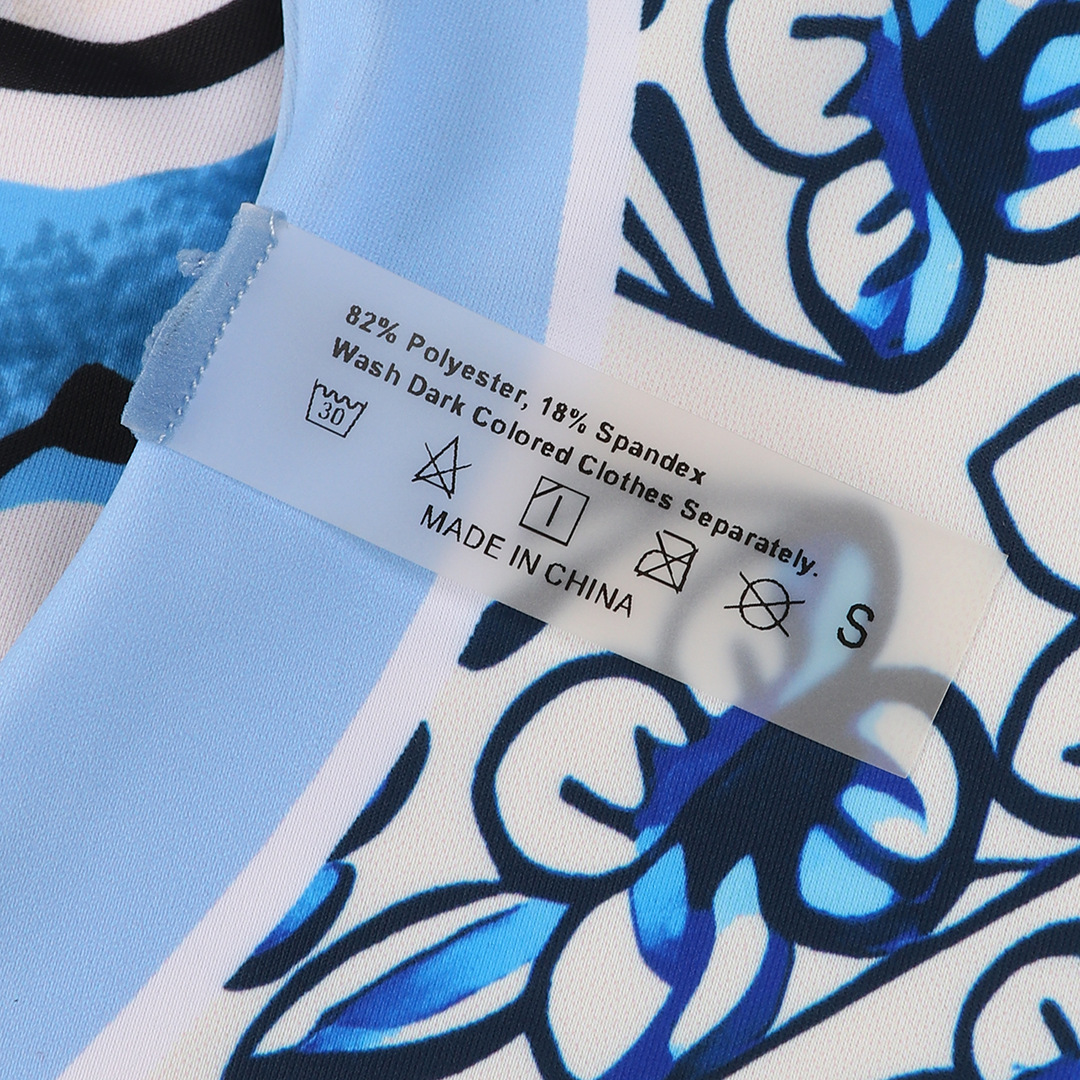 82% Polyester, 18% Spandex
Wash Dark Colored Clothes Separately.
30
MADE IN CHINA
S